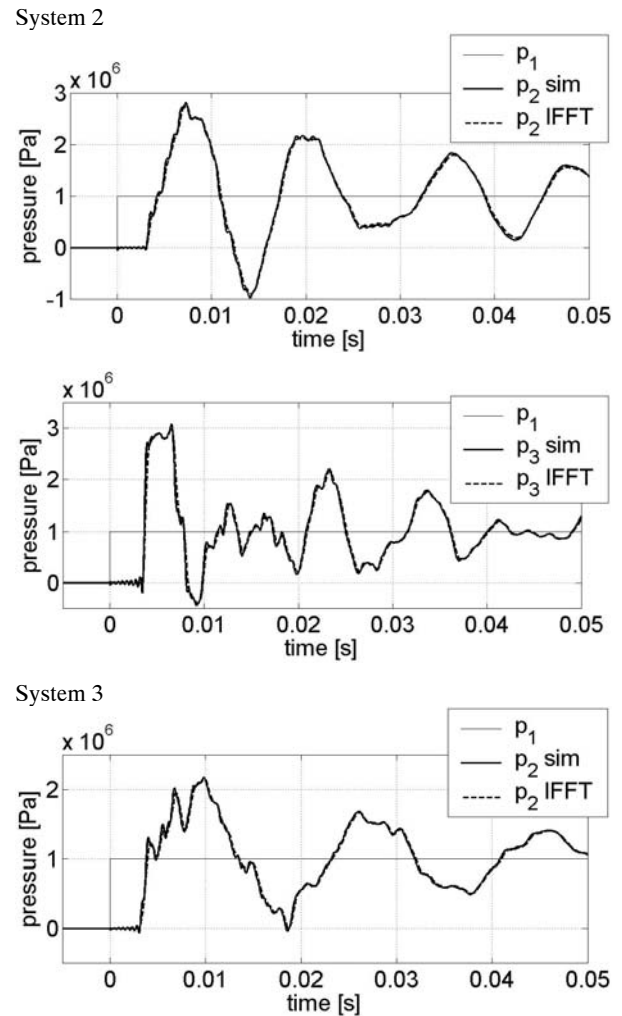 System 2
p1
p2 sim
p2 IFFT
x 10^6
3
2
1
0
-1
pressure [Pa]
0 0.01 0.02 0.03 0.04 0.05
time [s]
p1
p3 sim
p3 IFFT
x 10^6
3
2
1
0
pressure [Pa]
0 0.01 0.02 0.03 0.04 0.05
time [s]
System 3
p1
p2 sim
p2 IFFT
x 10^6
2
1
0
pressure [Pa]
0 0.01 0.02 0.03 0.04 0.05
time [s]